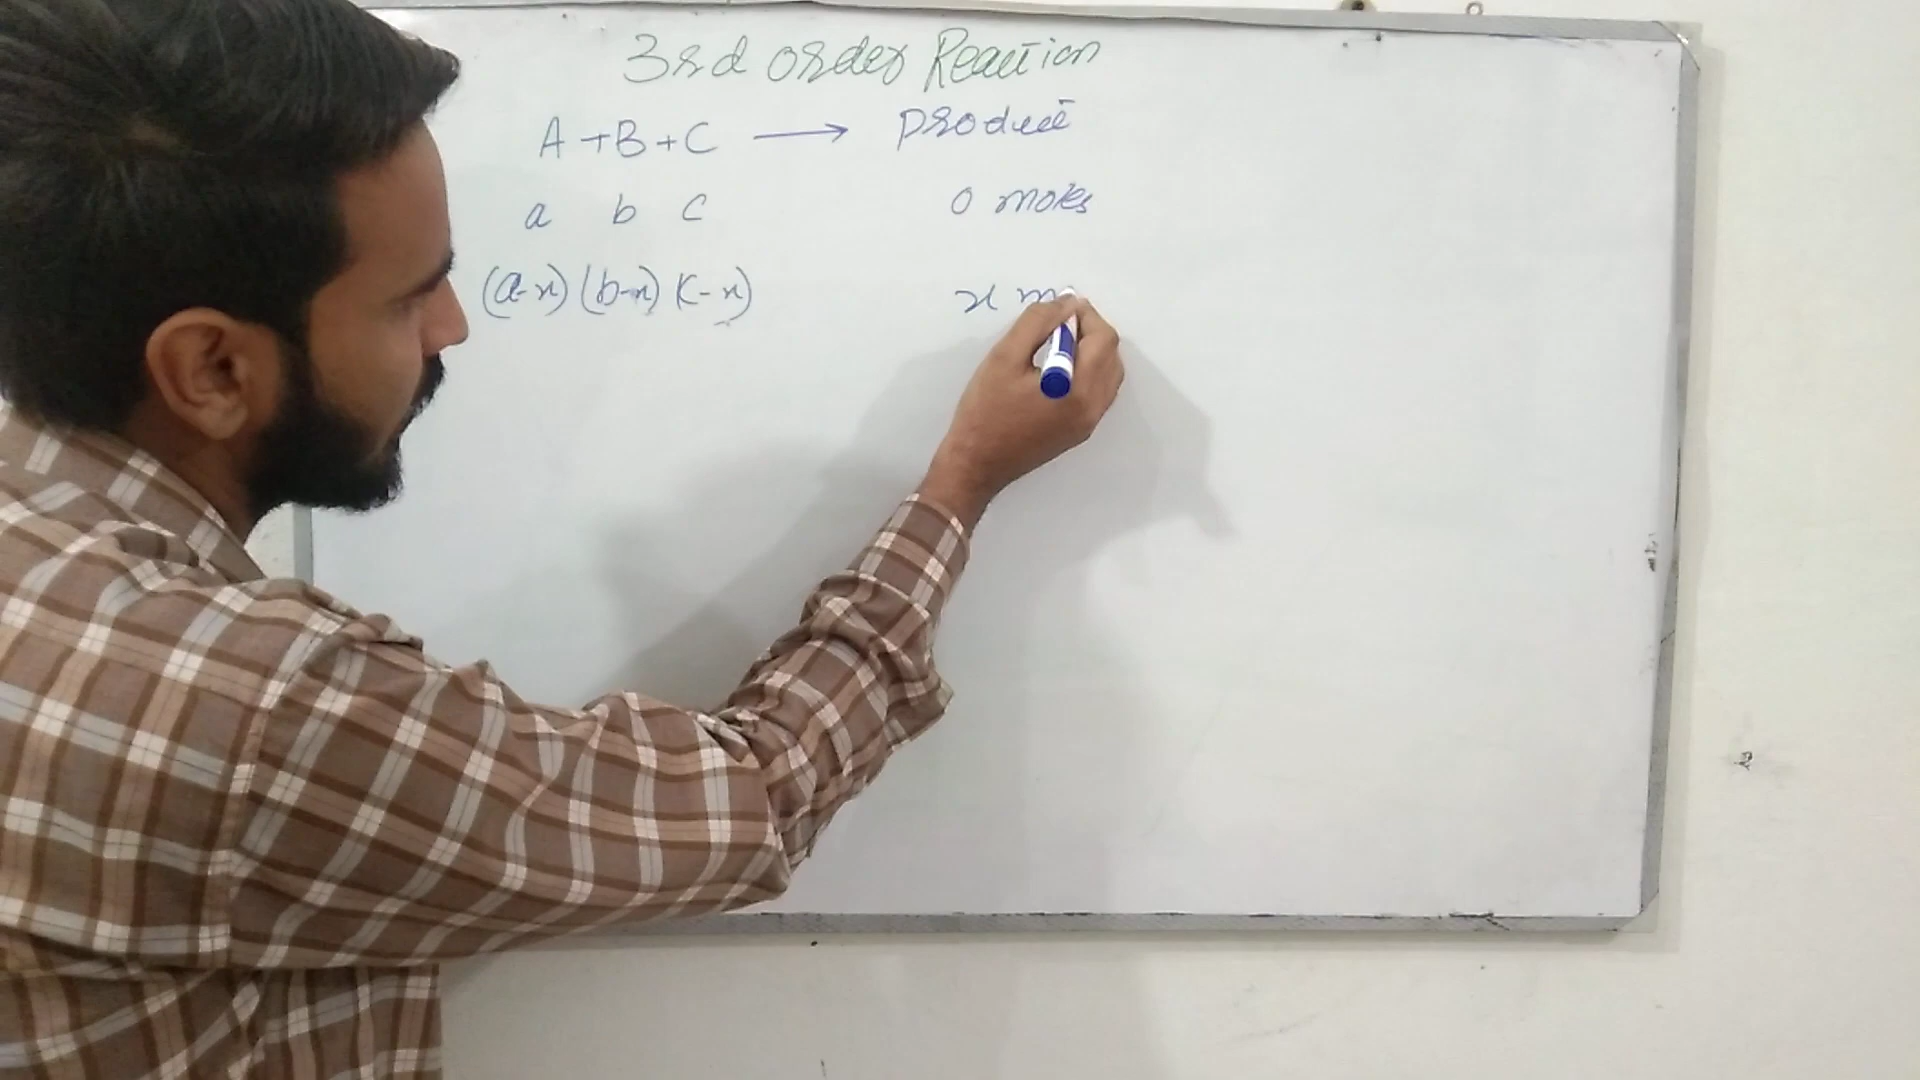 3rd order Reaction
A + B + C ⟶ Product
a b c 0 moles
(a-x) (b-x) (c-x) x m